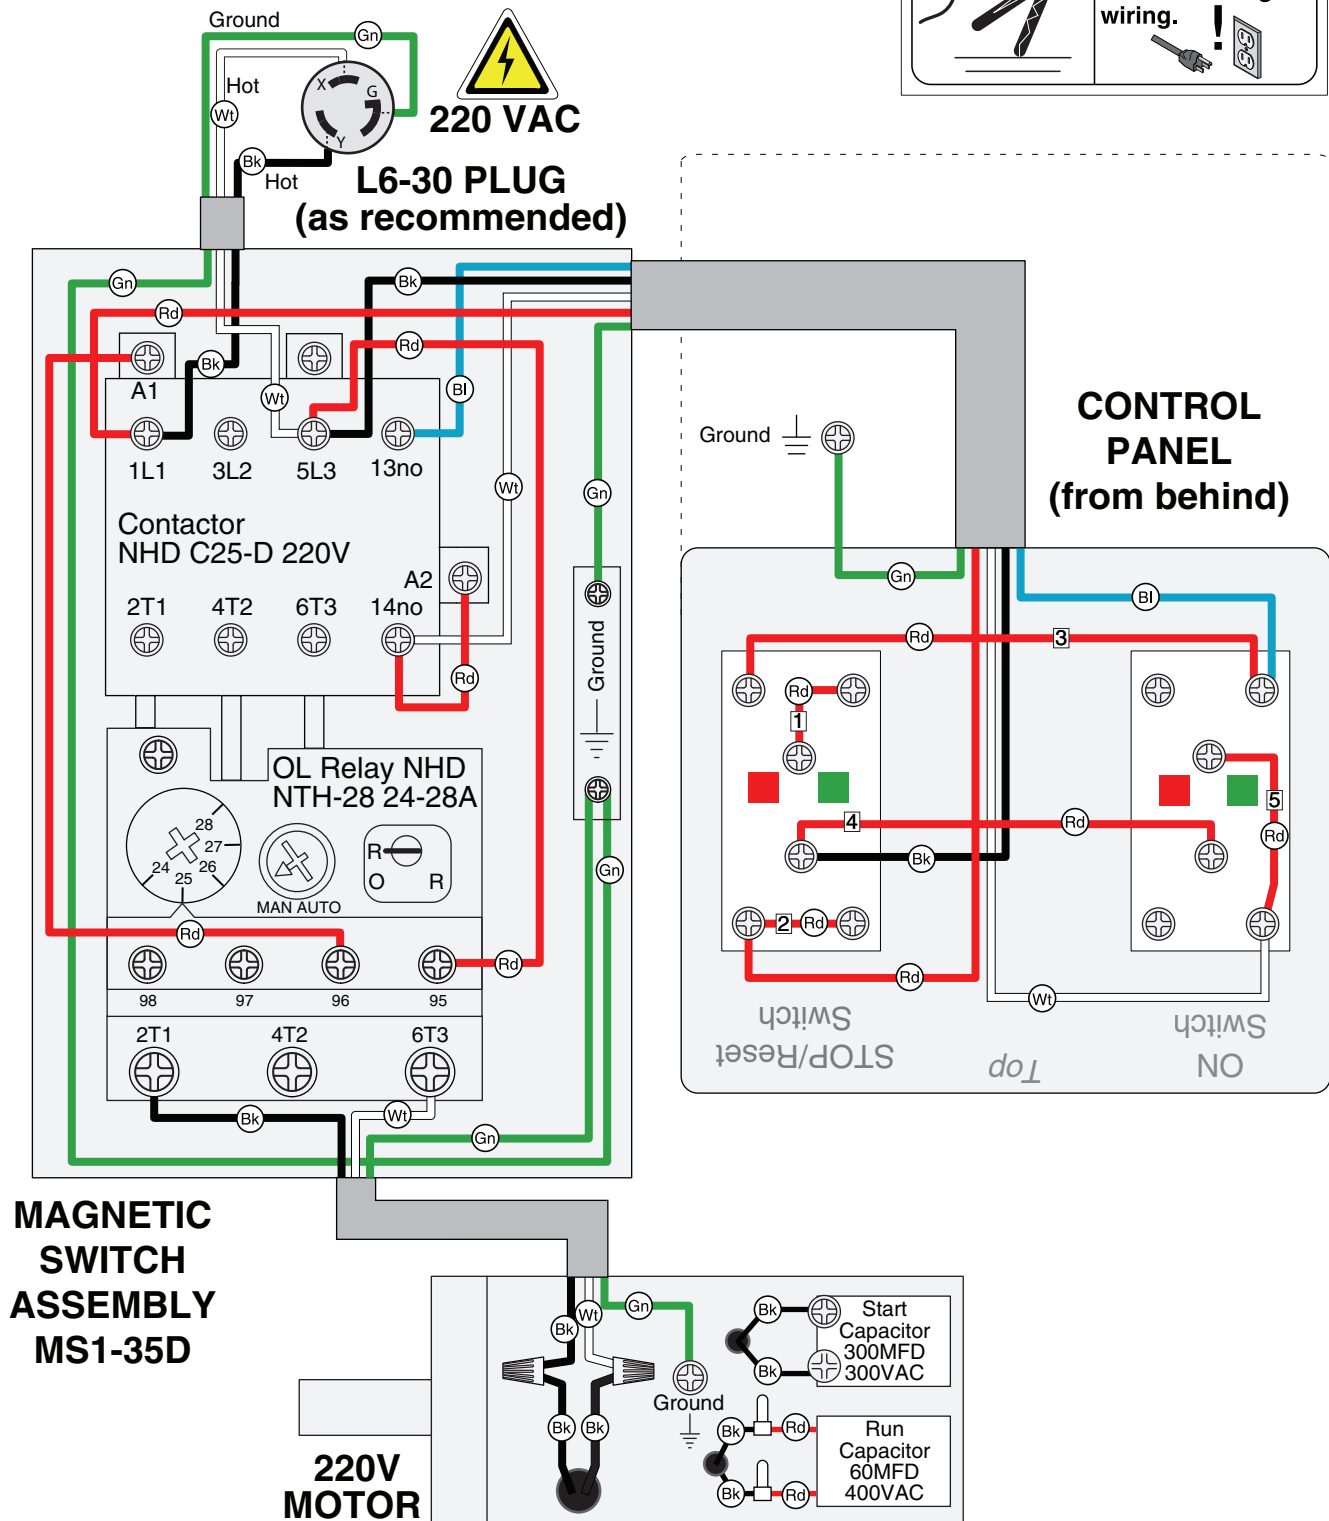 wiring.
!
Ground
Gn
X
G
Y
Hot
Wt
Bk
Hot
220 VAC
L6-30 PLUG
(as recommended)
Gn
Bk
Rd
Rd
Bk
A1
Wt
Bl
1L1
3L2
5L3
13no
Wt
Gn
Contactor
NHD C25-D 220V
A2
2T1
4T2
6T3
14no
Ground
Rd
OL Relay NHD
NTH-28 24-28A
28
27
26
25
24
R
O
R
MAN AUTO
Gn
Rd
Rd
98
97
96
95
2T1
4T2
6T3
Bk
Wt
Gn
CONTROL
PANEL
(from behind)
Ground
Gn
Bl
Rd
3
Rd
1
5
4
Rd
Rd
Bk
2
Rd
Rd
Wt
Switch
STOP/Reset
Top
Switch
ON
MAGNETIC
SWITCH
ASSEMBLY
MS1-35D
Bk
Wt
Gn
Bk
Start
Capacitor
300MFD
300VAC
Bk
Ground
Bk
Bk
Bk
Rd
Run
Capacitor
60MFD
400VAC
Bk
Rd
220V
MOTOR